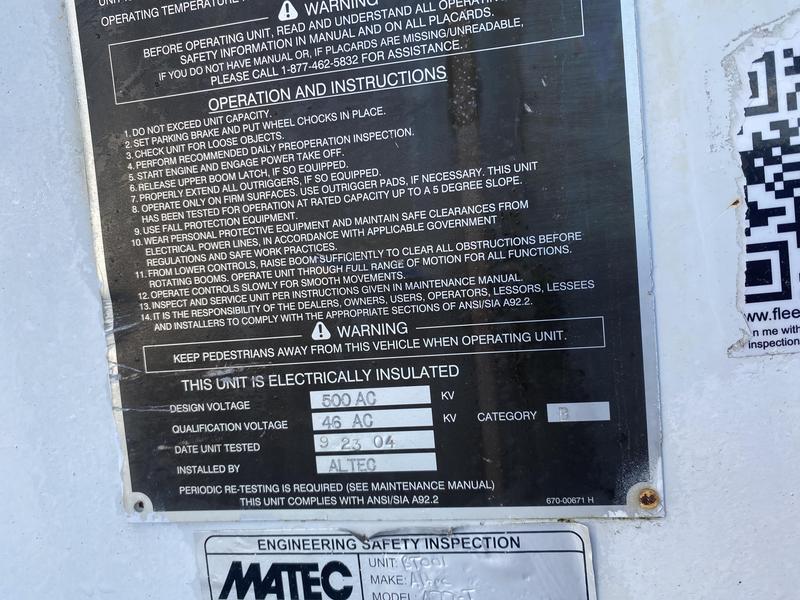 OPERATING TEMPERATURE
WARNING
BEFORE OPERATING UNIT, READ AND UNDERSTAND ALL OPERATING
SAFETY INFORMATION IN MANUAL AND ON ALL PLACARDS.
IF YOU DO NOT HAVE MANUAL OR, IF PLACARDS ARE MISSING/UNREADABLE,
PLEASE CALL 1-877-462-5832 FOR ASSISTANCE.
OPERATION AND INSTRUCTIONS
1. DO NOT EXCEED UNIT CAPACITY.
2. SET PARKING BRAKE AND PUT WHEEL CHOCKS IN PLACE.
3. CHECK UNIT FOR LOOSE OBJECTS.
4. PERFORM RECOMMENDED DAILY PREOPERATION INSPECTION.
5. START ENGINE AND ENGAGE POWER TAKE OFF.
6. RELEASE UPPER BOOM LATCH, IF SO EQUIPPED.
7. PROPERLY EXTEND ALL OUTRIGGERS, IF SO EQUIPPED.
8. OPERATE ONLY ON FIRM SURFACES. USE OUTRIGGER PADS, IF NECESSARY. THIS UNIT
HAS BEEN TESTED FOR OPERATION AT RATED CAPACITY UP TO A 5 DEGREE SLOPE.
9. USE FALL PROTECTION EQUIPMENT.
10. WEAR PERSONAL PROTECTIVE EQUIPMENT AND MAINTAIN SAFE CLEARANCES FROM
ELECTRICAL POWER LINES, IN ACCORDANCE WITH APPLICABLE GOVERNMENT
REGULATIONS AND SAFE WORK PRACTICES.
11. FROM LOWER CONTROLS, RAISE BOOM SUFFICIENTLY TO CLEAR ALL OBSTRUCTIONS BEFORE
ROTATING BOOMS. OPERATE UNIT THROUGH FULL RANGE OF MOTION FOR ALL FUNCTIONS.
12. OPERATE CONTROLS SLOWLY FOR SMOOTH MOVEMENTS.
13. INSPECT AND SERVICE UNIT PER INSTRUCTIONS GIVEN IN MAINTENANCE MANUAL.
14. IT IS THE RESPONSIBILITY OF THE DEALERS, OWNERS, USERS, OPERATORS, LESSORS, LESSEES
AND INSTALLERS TO COMPLY WITH THE APPROPRIATE SECTIONS OF ANSI/SIA A92.2.
WARNING
KEEP PEDESTRIANS AWAY FROM THIS VEHICLE WHEN OPERATING UNIT.
THIS UNIT IS ELECTRICALLY INSULATED
DESIGN VOLTAGE 500 AC KV
QUALIFICATION VOLTAGE 46 AC KV CATEGORY B
DATE UNIT TESTED 9 23 04
INSTALLED BY ALTEC
PERIODIC RE-TESTING IS REQUIRED (SEE MAINTENANCE MANUAL)
THIS UNIT COMPLIES WITH ANSI/SIA A92.2
670-00671 H
ENGINEERING SAFETY INSPECTION
MATEC
UNIT: BT001
MAKE: Altec
MODEL:
ww.flee
n me with
inspection